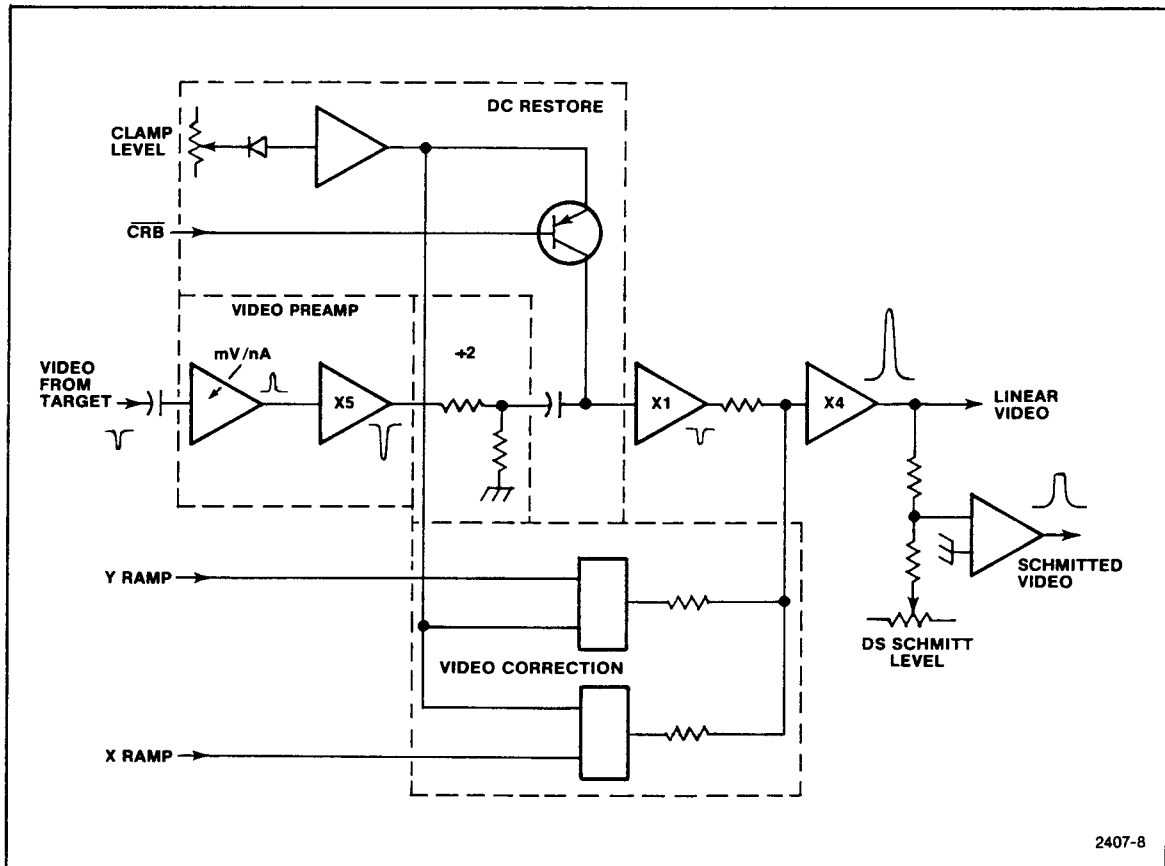 DC RESTORE
CLAMP
LEVEL
CRB
VIDEO PREAMP
mV/nA
÷2
VIDEO
FROM
TARGET
X5
X1
X4
LINEAR
VIDEO
SCHMITTED
VIDEO
Y RAMP
DS SCHMITT
LEVEL
VIDEO CORRECTION
X RAMP
2407-8